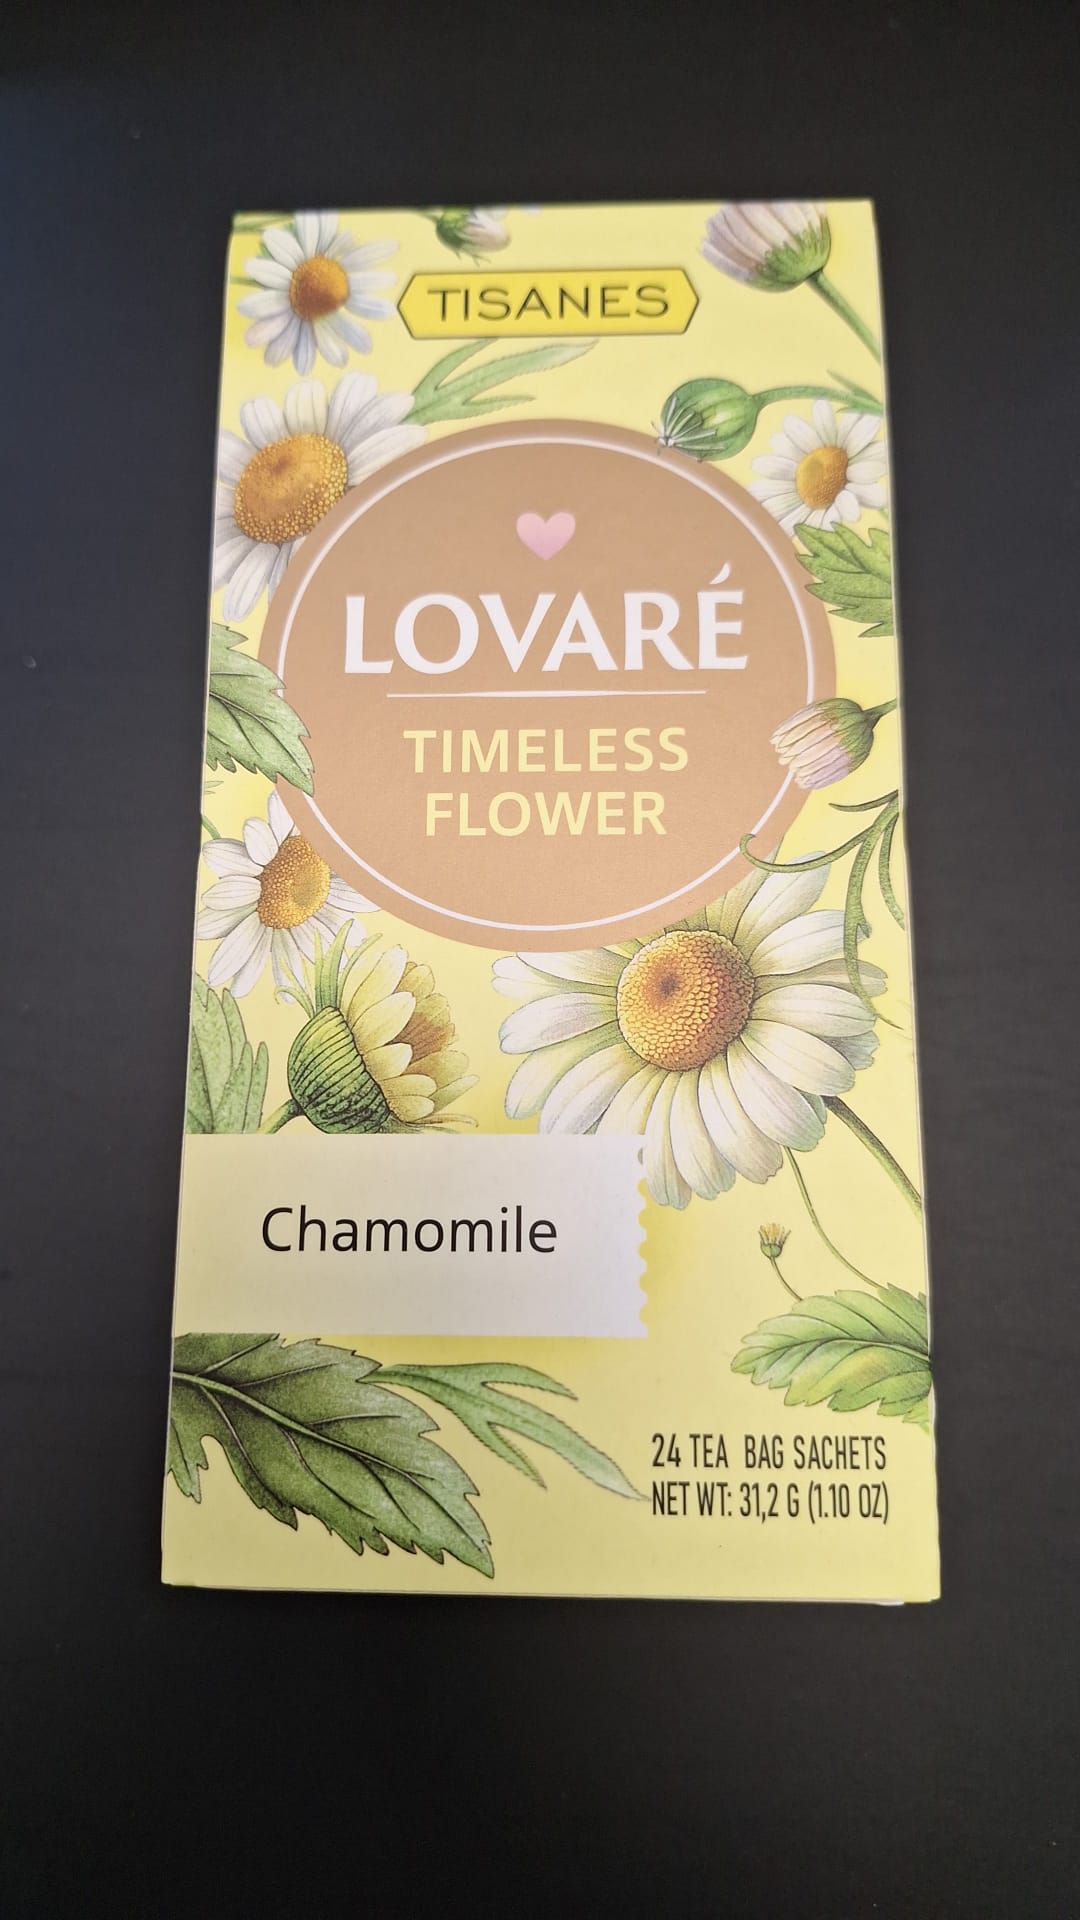 TISANES
LOVARÉ
TIMELESS
FLOWER
Chamomile
24 TEA BAG SACHETS
NET WT: 31,2 G (1.10 OZ)